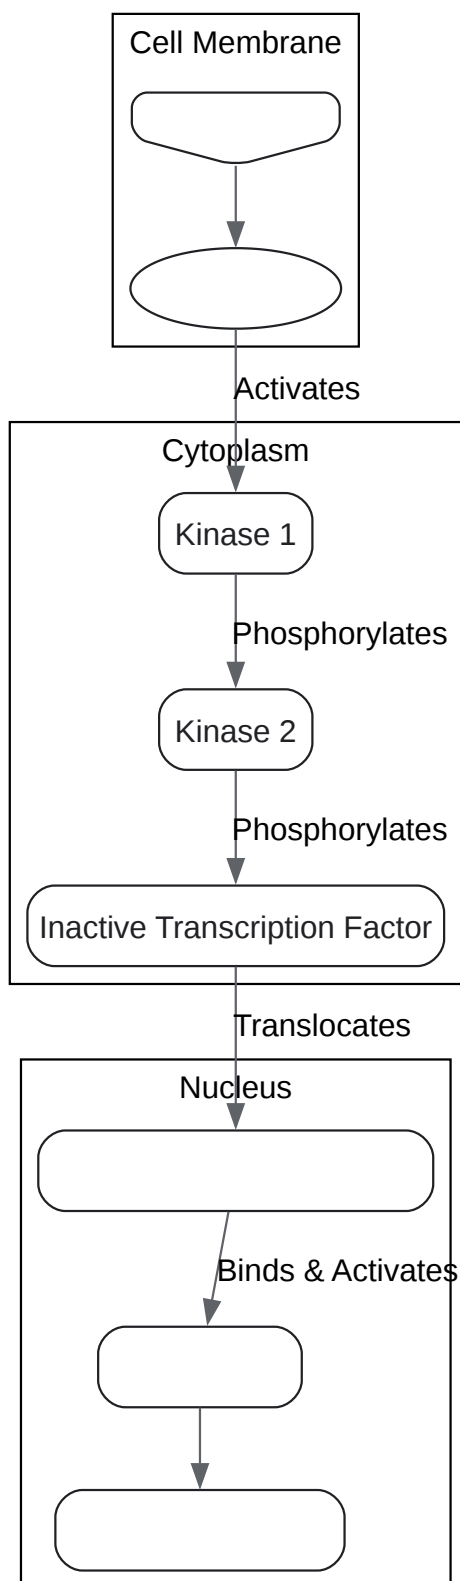 Cell Membrane
Activates
Cytoplasm
Kinase 1
Phosphorylates
Kinase 2
Phosphorylates
Inactive Transcription Factor
Translocates
Nucleus
Binds & Activates